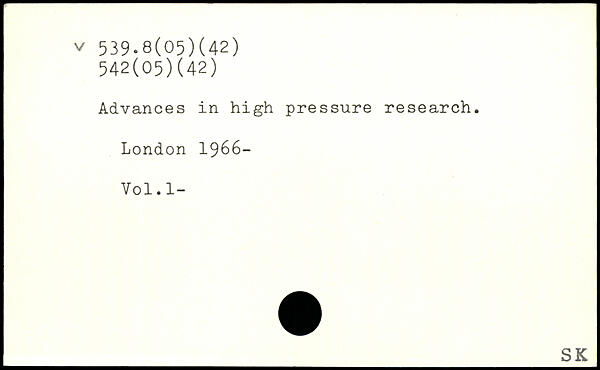 v 539.8(05)(42)
542(05)(42)
Advances in high pressure research.
London 1966-
Vol.1-
SK